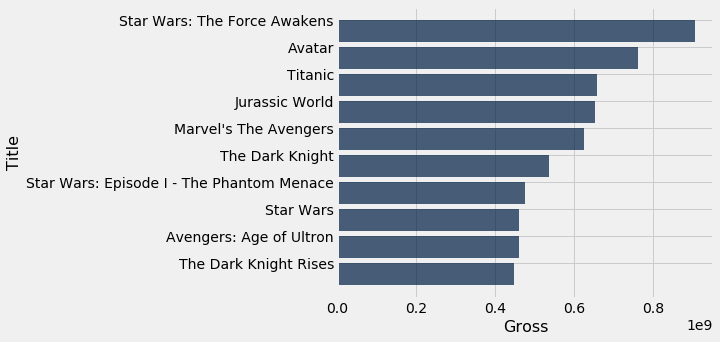 Star Wars: The Force Awakens
Avatar
Titanic
Jurassic World
Marvel's The Avengers
The Dark Knight
Star Wars: Episode I - The Phantom Menace
Star Wars
Avengers: Age of Ultron
The Dark Knight Rises
Title
0.0 0.2 0.4 0.6 0.8
1e9
Gross